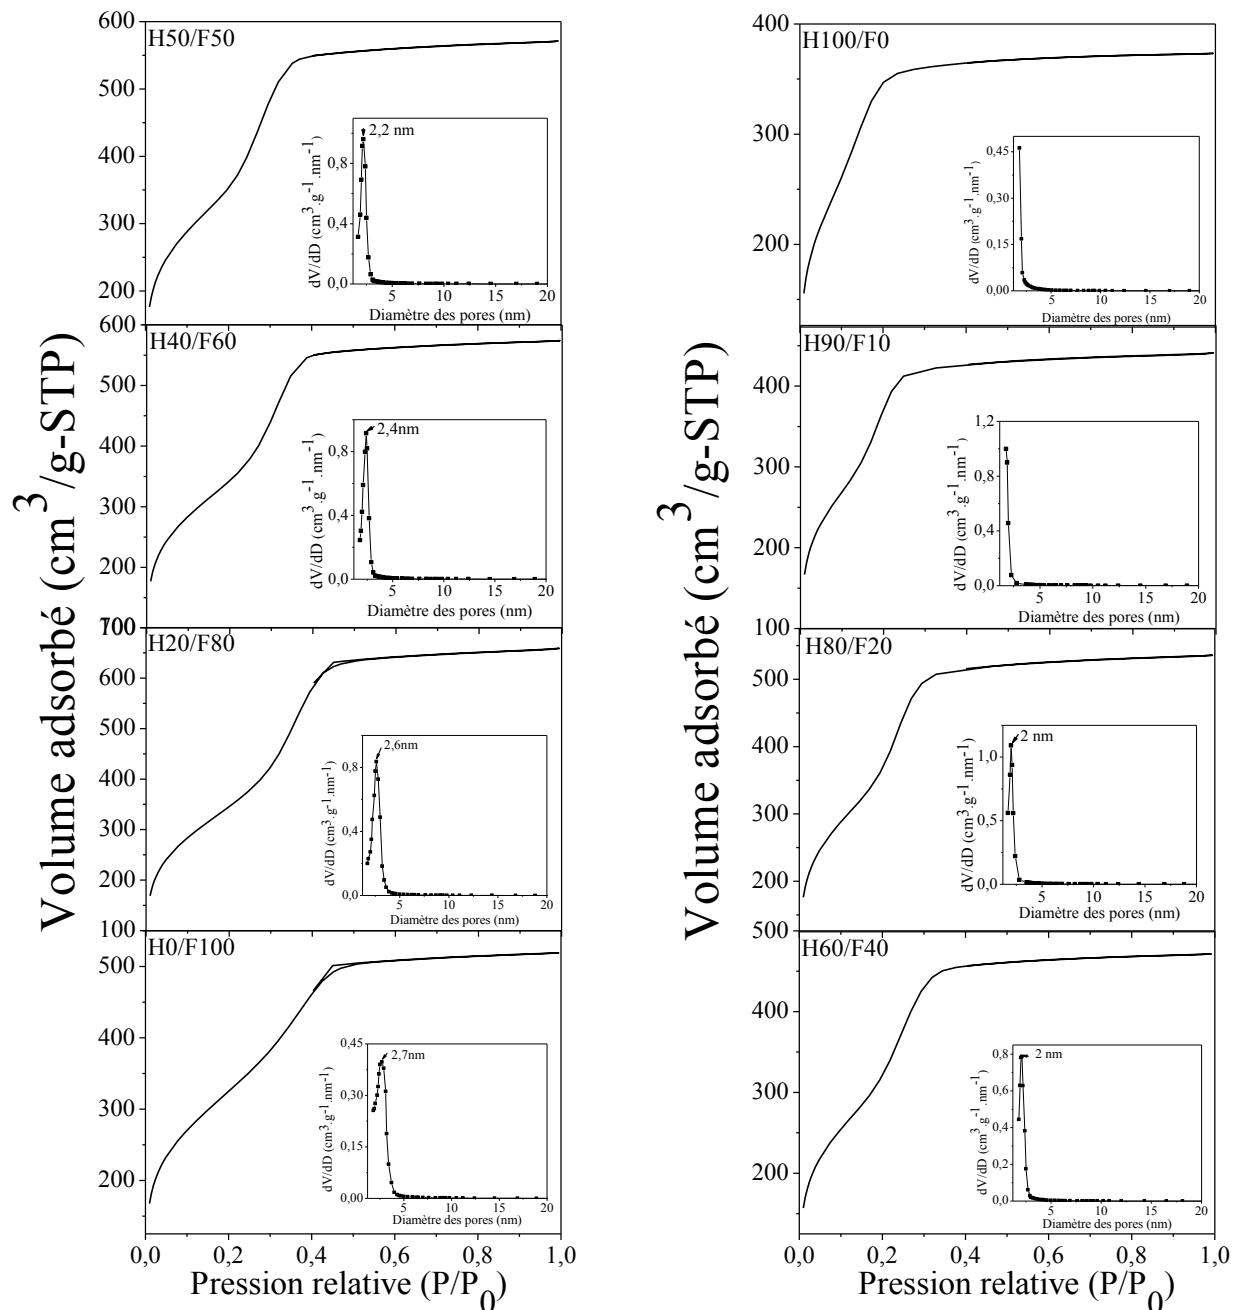 Volume adsorbé (cm³/g-STP)
H50/F50
600
500
400
300
200
dV/dD (cm³.g⁻¹.nm⁻¹)
0,8
0,4
0,0
2,2 nm
5 10 15 20
Diamètre des pores (nm)
H40/F60
600
500
400
300
200
100
dV/dD (cm³.g⁻¹.nm⁻¹)
0,8
0,4
0,0
2,4nm
5 10 15 20
Diamètre des pores (nm)
H20/F80
700
600
500
400
300
200
100
dV/dD (cm³.g⁻¹.nm⁻¹)
0,8
0,4
0,0
2,6nm
5 10 15 20
Diamètre des pores (nm)
H0/F100
500
400
300
200
dV/dD (cm³.g⁻¹.nm⁻¹)
0,45
0,30
0,15
0,00
2,7nm
5 10 15 20
Diamètre des pores (nm)
0,0 0,2 0,4 0,6 0,8 1,0
Pression relative (P/P₀)
Volume adsorbé (cm³/g-STP)
H100/F0
400
300
200
dV/dD (cm³.g⁻¹.nm⁻¹)
0,45
0,30
0,15
0,00
5 10 15 20
Diamètre des pores (nm)
H90/F10
400
300
200
100
dV/dD (cm³.g⁻¹.nm⁻¹)
1,2
0,8
0,4
0,0
5 10 15 20
Diamètre des pores (nm)
H80/F20
500
400
300
200
dV/dD (cm³.g⁻¹.nm⁻¹)
1,0
0,5
0,0
2 nm
5 10 15 20
Diamètre des pores (nm)
H60/F40
500
400
300
200
dV/dD (cm³.g⁻¹.nm⁻¹)
0,8
0,6
0,4
0,2
0,0
2 nm
5 10 15 20
Diamètre des pores (nm)
0,0 0,2 0,4 0,6 0,8 1,0
Pression relative (P/P₀)